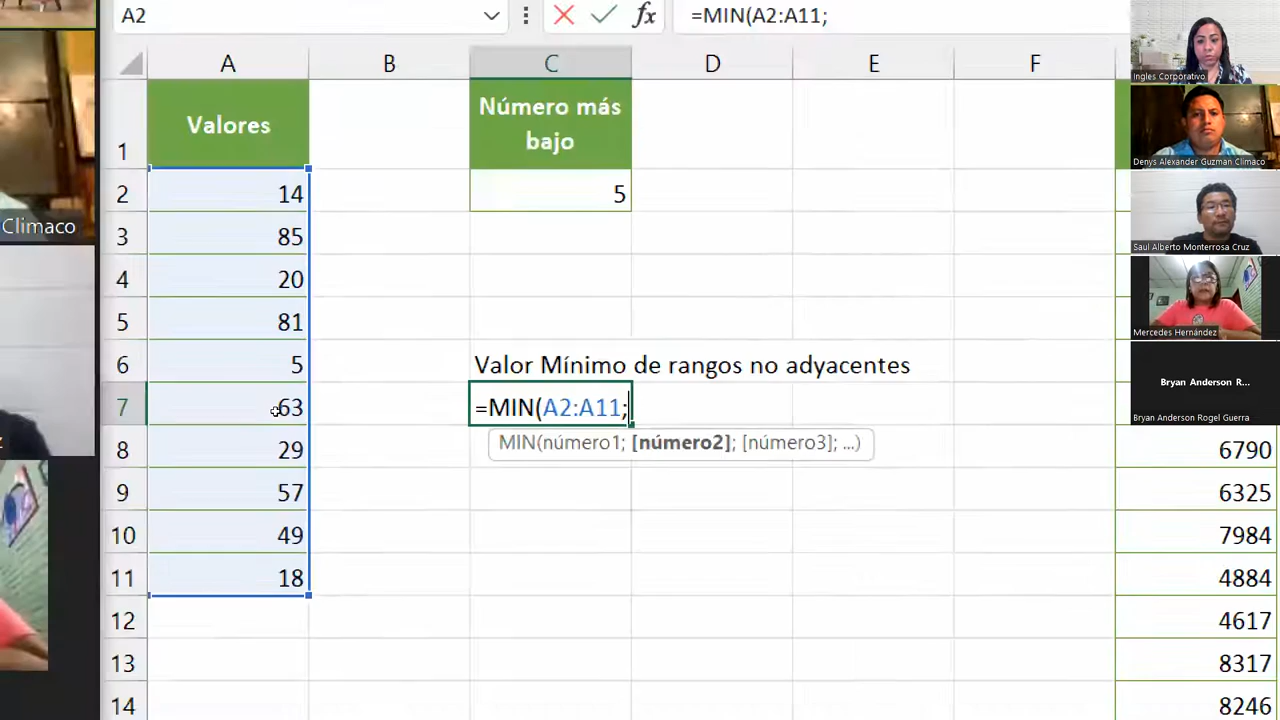 A2
fx
=MIN(A2:A11;
A
B
C
D
E
F
1
Valores
Número más
bajo
2
14
5
3
85
4
20
5
81
6
5
Valor Mínimo de rangos no adyacentes
7
63
=MIN(A2:A11;
MIN(número1; [número2]; [número3]; ...)
8
29
6790
9
57
6325
10
49
7984
11
18
4884
12
4617
13
8317
14
8246
Climaco
Ingles Corporativo
Denys Alexander Guzman Climaco
Saul Alberto Monterrosa Cruz
Mercedes Hernández
Bryan Anderson R...
Bryan Anderson Rogel Guerra